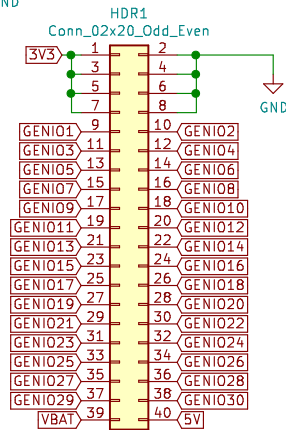 ND
HDR1
Conn_02x20_Odd_Even
3V3 1 2
3 4
5 6
7 8
GND
GENIO1 9 10 GENIO2
GENIO3 11 12 GENIO4
GENIO5 13 14 GENIO6
GENIO7 15 16 GENIO8
GENIO9 17 18 GENIO10
GENIO11 19 20 GENIO12
GENIO13 21 22 GENIO14
GENIO15 23 24 GENIO16
GENIO17 25 26 GENIO18
GENIO19 27 28 GENIO20
GENIO21 29 30 GENIO22
GENIO23 31 32 GENIO24
GENIO25 33 34 GENIO26
GENIO27 35 36 GENIO28
GENIO29 37 38 GENIO30
VBAT 39 40 5V